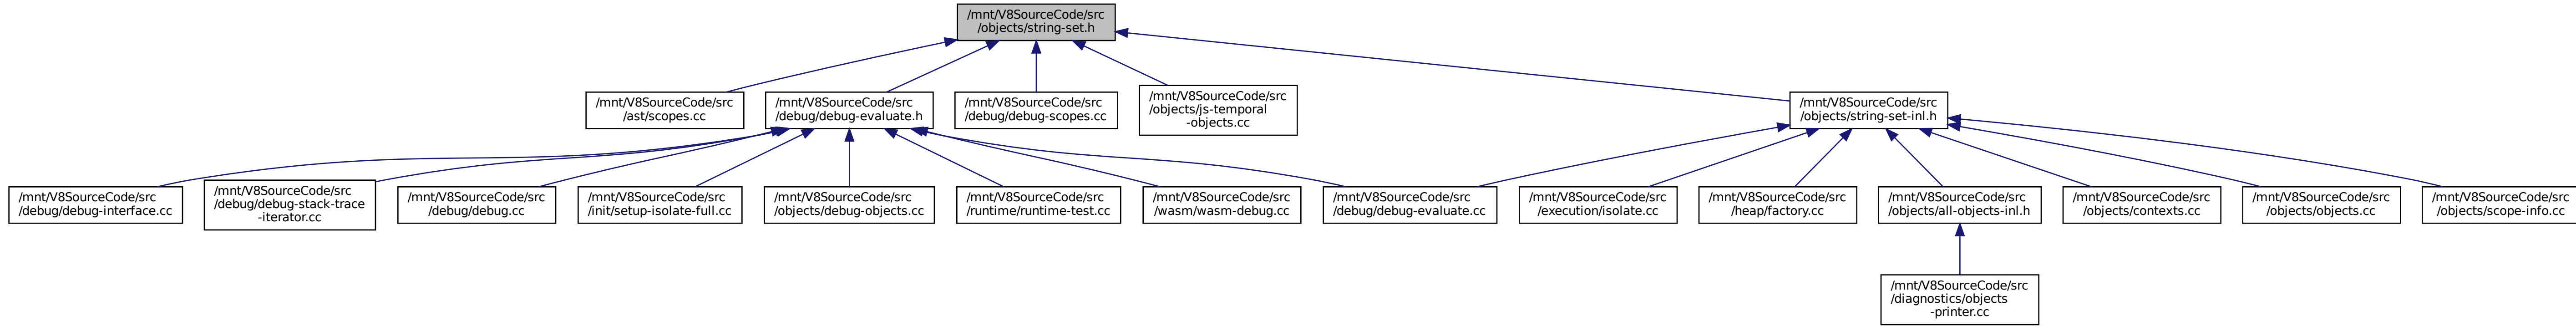 /mnt/V8SourceCode/src
/objects/string-set.h
/mnt/V8SourceCode/src
/ast/scopes.cc
/mnt/V8SourceCode/src
/debug/debug-evaluate.h
/mnt/V8SourceCode/src
/debug/debug-scopes.cc
/mnt/V8SourceCode/src
/objects/js-temporal
-objects.cc
/mnt/V8SourceCode/src
/objects/string-set-inl.h
/mnt/V8SourceCode/src
/debug/debug-interface.cc
/mnt/V8SourceCode/src
/debug/debug-stack-trace
-iterator.cc
/mnt/V8SourceCode/src
/debug/debug.cc
/mnt/V8SourceCode/src
/init/setup-isolate-full.cc
/mnt/V8SourceCode/src
/objects/debug-objects.cc
/mnt/V8SourceCode/src
/runtime/runtime-test.cc
/mnt/V8SourceCode/src
/wasm/wasm-debug.cc
/mnt/V8SourceCode/src
/debug/debug-evaluate.cc
/mnt/V8SourceCode/src
/execution/isolate.cc
/mnt/V8SourceCode/src
/heap/factory.cc
/mnt/V8SourceCode/src
/objects/all-objects-inl.h
/mnt/V8SourceCode/src
/objects/contexts.cc
/mnt/V8SourceCode/src
/objects/objects.cc
/mnt/V8SourceCode/src
/objects/scope-info.cc
/mnt/V8SourceCode/src
/diagnostics/objects
-printer.cc